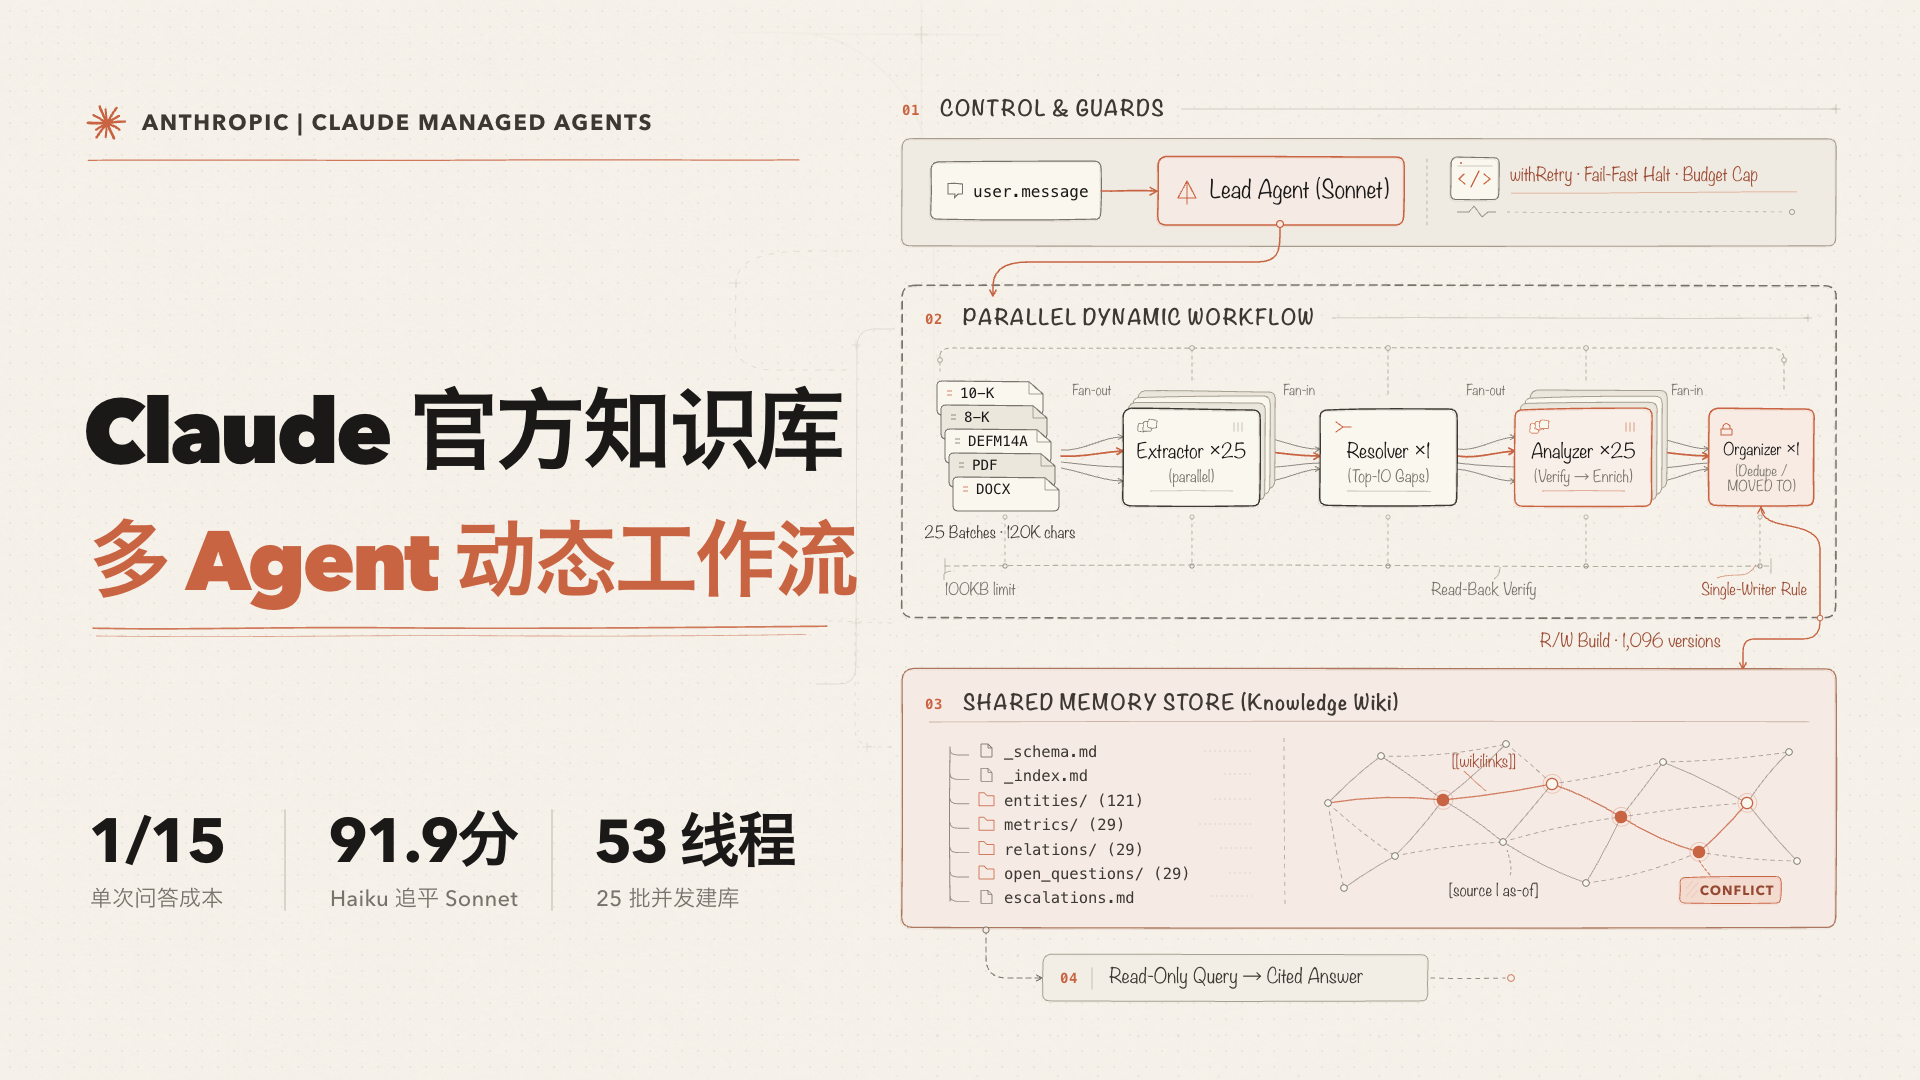 ANTHROPIC | CLAUDE MANAGED AGENTS
Claude 官方知识库
多 Agent 动态工作流
1/15
单次问答成本
91.9分
Haiku 追平 Sonnet
53 线程
25 批并发建库
01 CONTROL & GUARDS
user.message
Lead Agent (Sonnet)
</>
withRetry · Fail-Fast Halt · Budget Cap
02 PARALLEL DYNAMIC WORKFLOW
10-K
8-K
DEFM14A
PDF
DOCX
25 Batches · 120K chars
100KB limit
Fan-out
Extractor ×25
(parallel)
Fan-in
Resolver ×1
(Top-10 Gaps)
Fan-out
Analyzer ×25
(Verify → Enrich)
Fan-in
Organizer ×1
(Dedupe /
MOVED TO)
Read-Back Verify
Single-Writer Rule
R/W Build · 1,096 versions
03 SHARED MEMORY STORE (Knowledge Wiki)
_schema.md
_index.md
entities/ (121)
metrics/ (29)
relations/ (29)
open_questions/ (29)
escalations.md
[[wikilinks]]
[source | as-of]
CONFLICT
04 Read-Only Query → Cited Answer